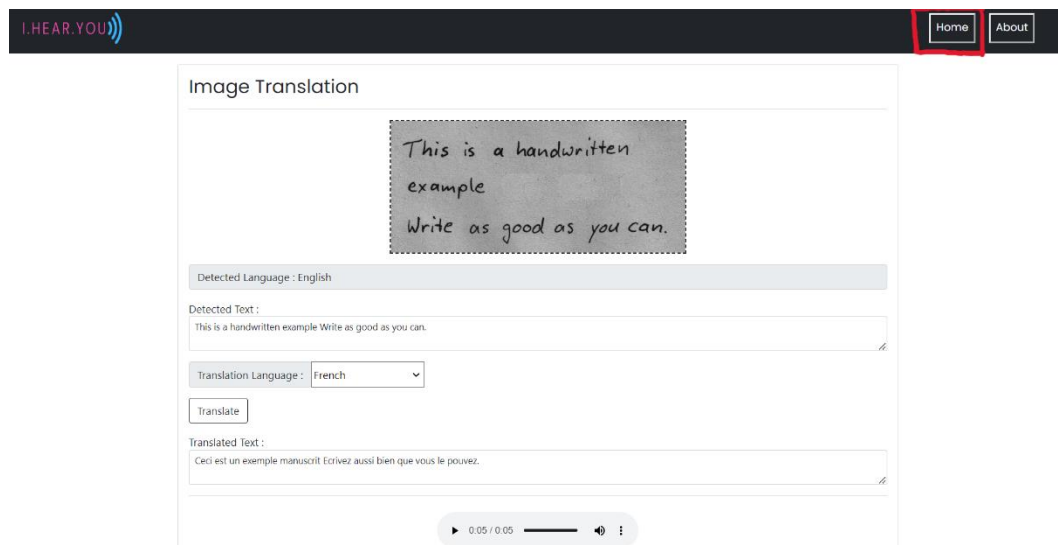 I.HEAR.YOU
Home
About
Image Translation
This is a handwritten
example
Write as good as you can.
Detected Language : English
Detected Text :
This is a handwritten example Write as good as you can.
Translation Language :
French
Translate
Translated Text :
Ceci est un exemple manuscrit Ecrivez aussi bien que vous le pouvez.
0:05 / 0:05